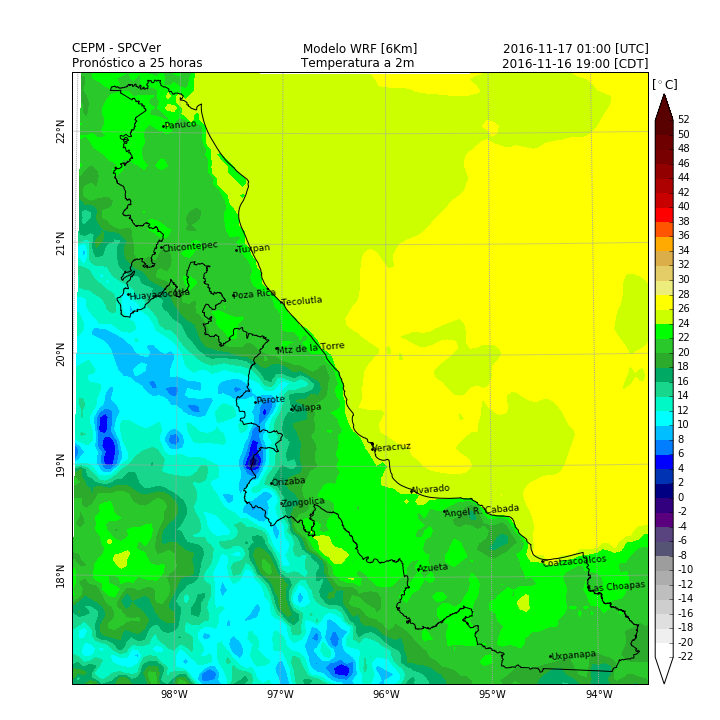 CEPM - SPCVer Modelo WRF [6Km] 2016-11-17 01:00 [UTC]
Pronóstico a 25 horas Temperatura a 2m 2016-11-16 19:00 [CDT]
[°C]
52
50
48
46
44
42
40
38
36
34
32
30
28
26
24
22
20
18
16
14
12
10
8
6
4
2
0
-2
-4
-6
-8
-10
-12
-14
-16
-18
-20
-22
22°N
21°N
20°N
19°N
18°N
Panuco
Chicontepec
Tuxpan
Huayacocotla
Poza Rica
Tecolutla
Mtz de la Torre
Perote
Xalapa
Veracruz
Orizaba
Alvarado
Zongolica
Angel R. Cabada
Azueta
Coatzacoalcos
Las Choapas
Uxpanapa
98°W 97°W 96°W 95°W 94°W